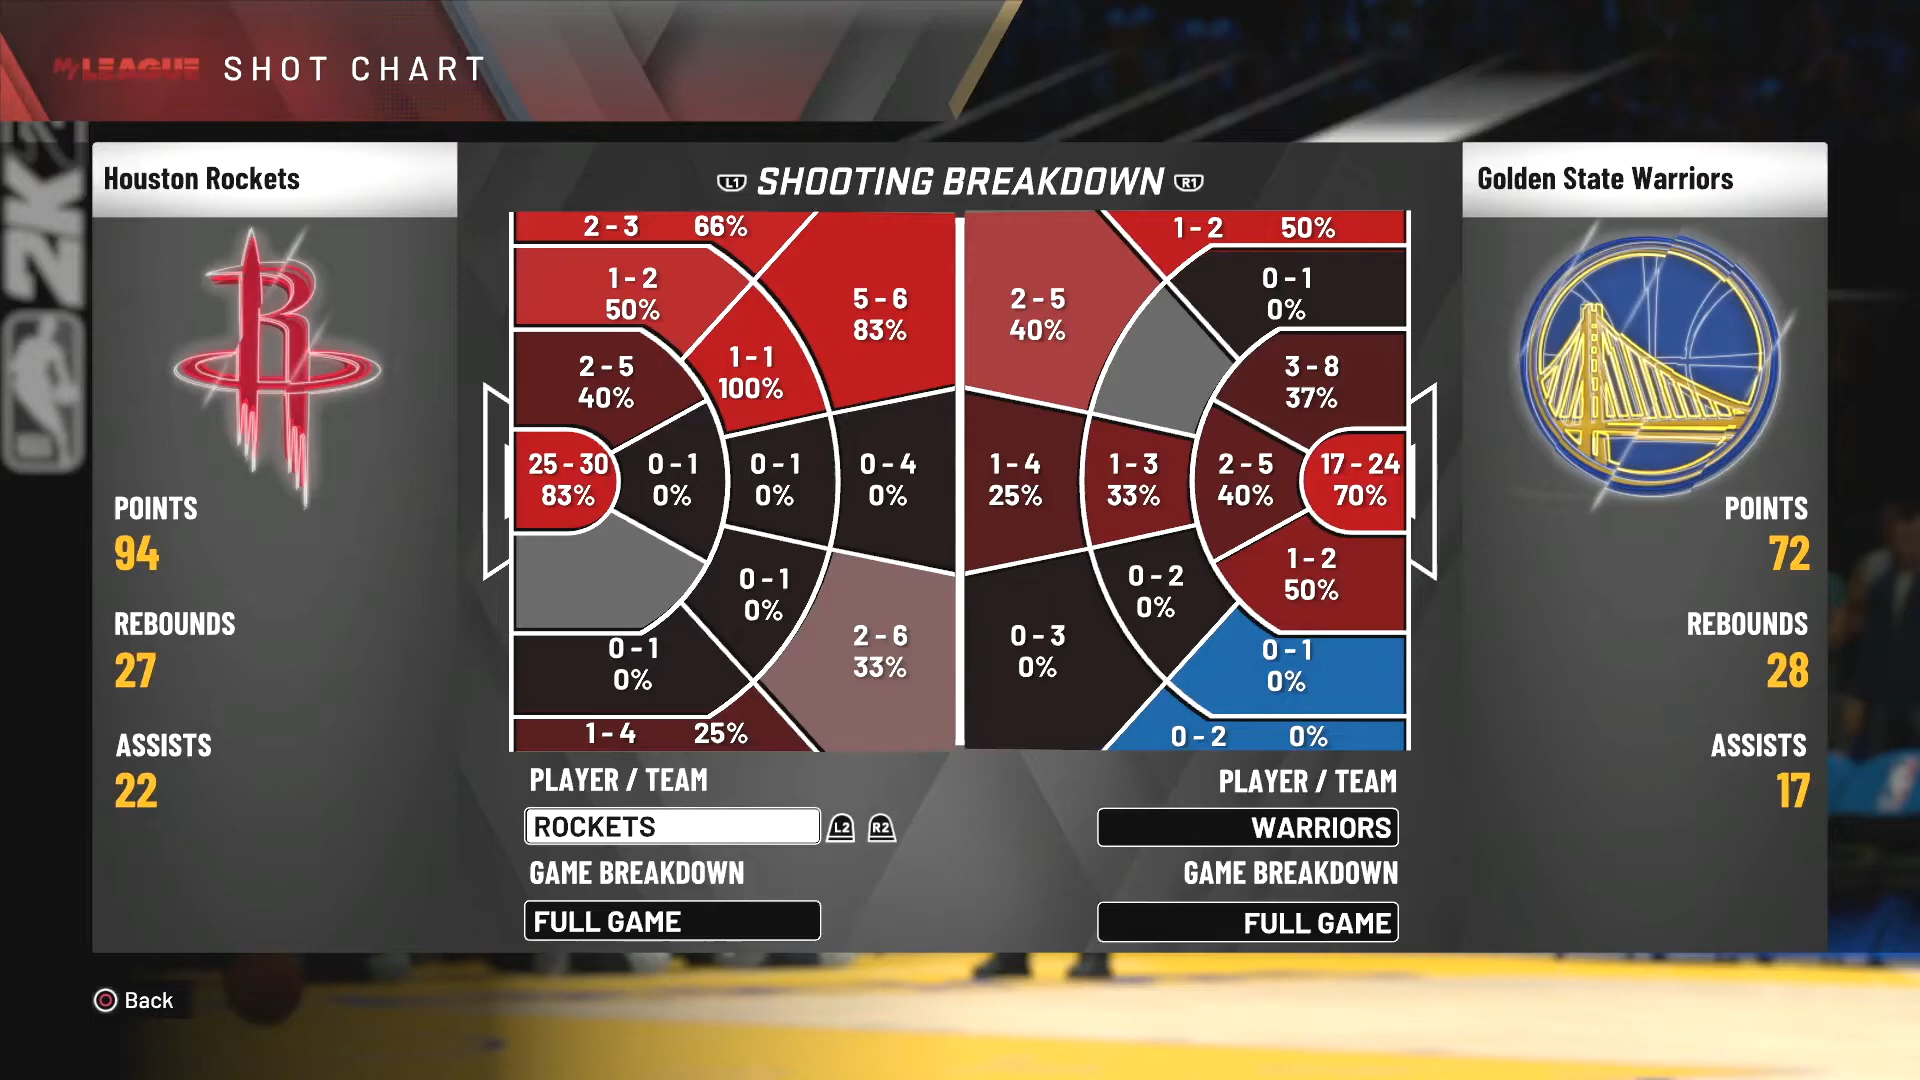 MyLEAGUE SHOT CHART
2K
Houston Rockets
L1 SHOOTING BREAKDOWN R1
Golden State Warriors
2 - 3 66%
1 - 2
50%
5 - 6
83%
2 - 5
40%
1 - 1
100%
25 - 30
83%
0 - 1
0%
0 - 1
0%
0 - 4
0%
0 - 1
0%
2 - 6
33%
0 - 1
0%
1 - 4 25%
1 - 2 50%
0 - 1
0%
2 - 5
40%
3 - 8
37%
1 - 4
25%
1 - 3
33%
2 - 5
40%
17 - 24
70%
1 - 2
50%
0 - 2
0%
0 - 3
0%
0 - 1
0%
0 - 2 0%
POINTS
94
REBOUNDS
27
ASSISTS
22
POINTS
72
REBOUNDS
28
ASSISTS
17
PLAYER / TEAM
ROCKETS L2 R2
GAME BREAKDOWN
FULL GAME
PLAYER / TEAM
WARRIORS
GAME BREAKDOWN
FULL GAME
Back